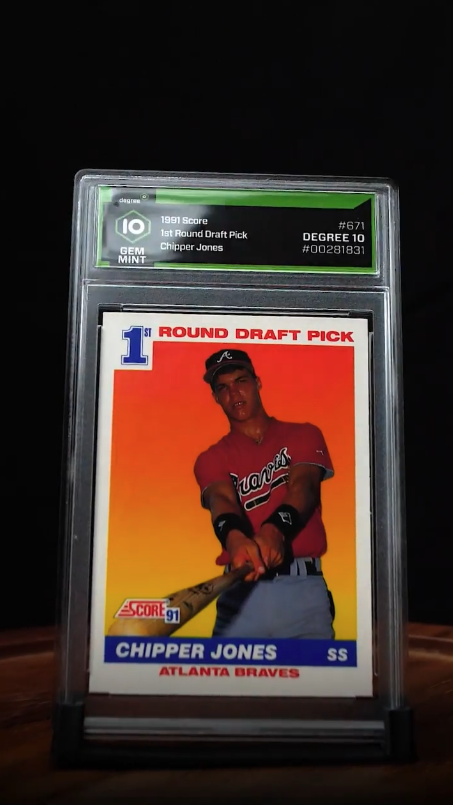 degree
10
GEM
MINT
1991 Score
1st Round Draft Pick
Chipper Jones
#671
DEGREE 10
#00281831
1ST ROUND DRAFT PICK
A
Braves
SCORE 91
CHIPPER JONES SS
ATLANTA BRAVES